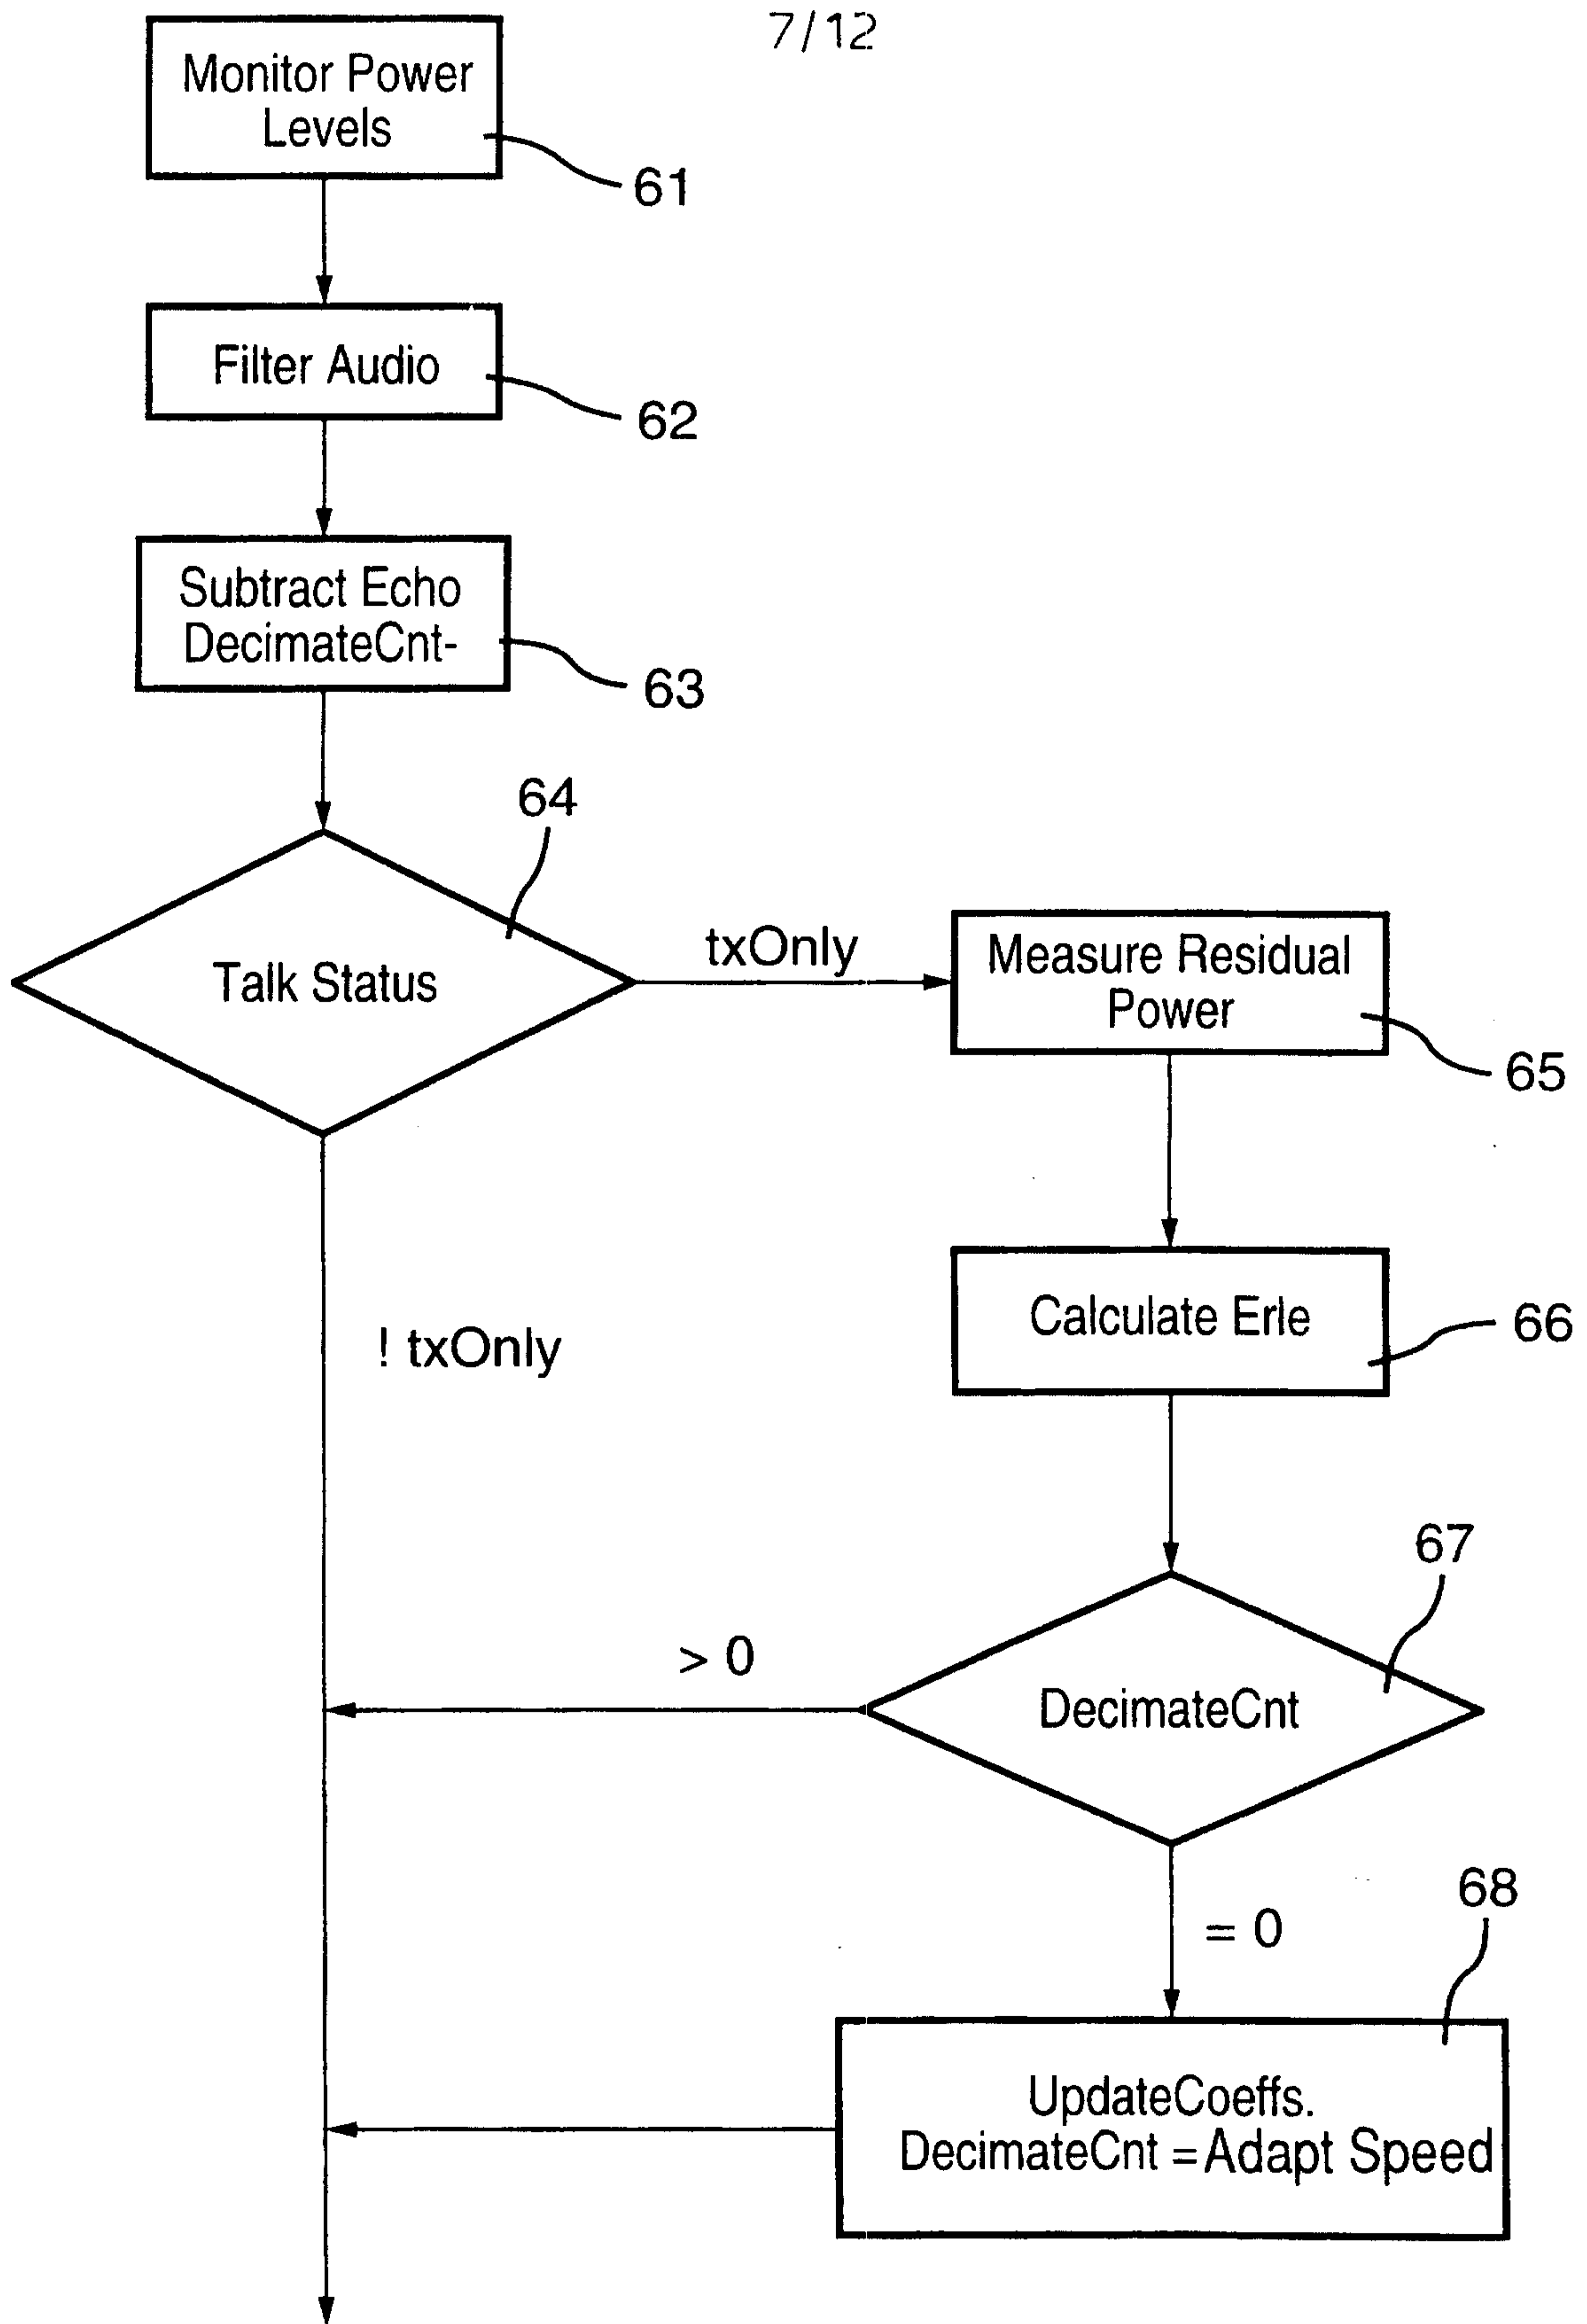 7/12
Monitor Power
Levels
61
Filter Audio
62
Subtract Echo
DecimateCnt-
63
64
Talk Status
txOnly
Measure Residual
Power
65
! txOnly
Calculate Erle
66
67
> 0
DecimateCnt
= 0
68
UpdateCoeffs.
DecimateCnt =Adapt Speed